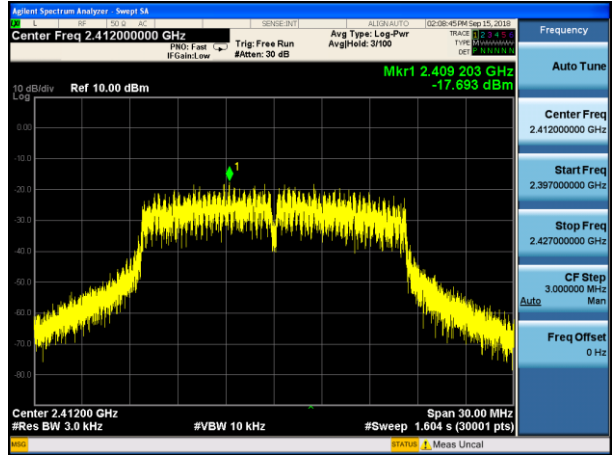 Agilent Spectrum Analyzer - Swept SA
L RF 50 Ω AC SENSE:INT ALIGNAUTO 02:08:45 PM Sep 15, 2018
Center Freq 2.412000000 GHz
PNO: Fast
IFGain:Low
Trig: Free Run
#Atten: 30 dB
Avg Type: Log-Pwr
Avg|Hold: 3/100
TRACE 1 2 3 4 5 6
TYPE M
DET P N N N N N
Mkr1 2.409 203 GHz
-17.693 dBm
10 dB/div Ref 10.00 dBm
Log
0.00
-10.0
-20.0
-30.0
-40.0
-50.0
-60.0
-70.0
-80.0
1
Center 2.41200 GHz Span 30.00 MHz
#Res BW 3.0 kHz #VBW 10 kHz #Sweep 1.604 s (30001 pts)
MSG STATUS Meas Uncal
Frequency
Auto Tune
Center Freq
2.412000000 GHz
Start Freq
2.397000000 GHz
Stop Freq
2.427000000 GHz
CF Step
3.000000 MHz
Auto Man
Freq Offset
0 Hz